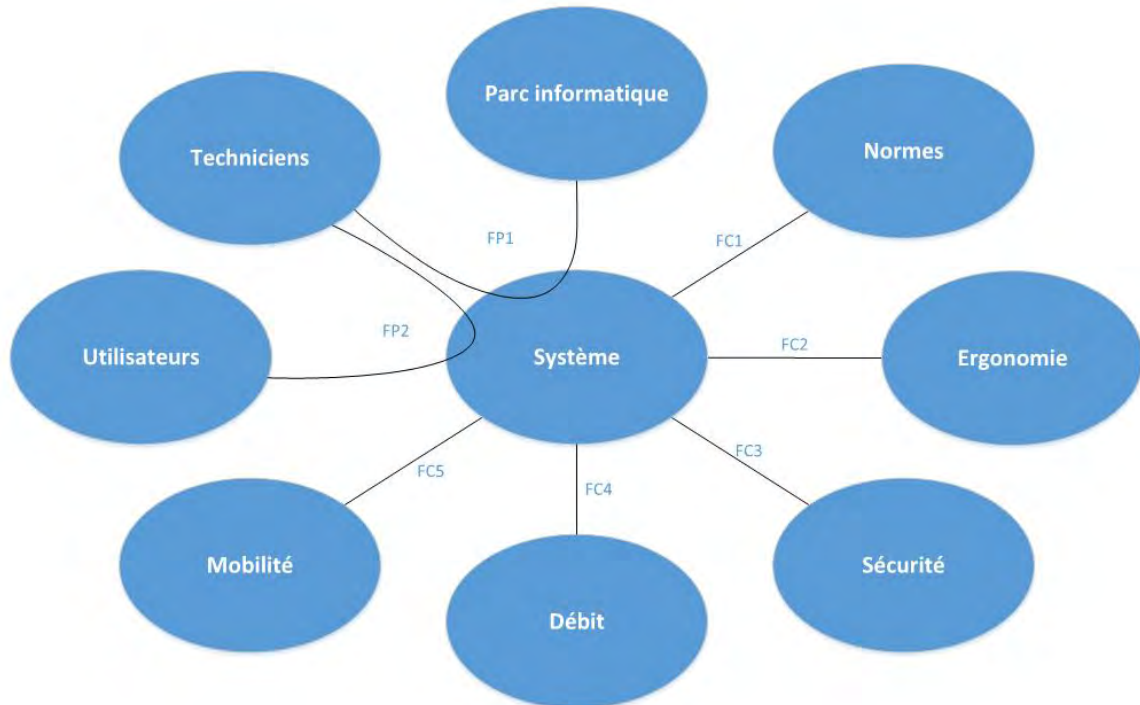 Parc informatique
Techniciens
Normes
FP1
FC1
Utilisateurs
FP2
Système
FC2
Ergonomie
FC3
FC5
FC4
Mobilité
Débit
Sécurité